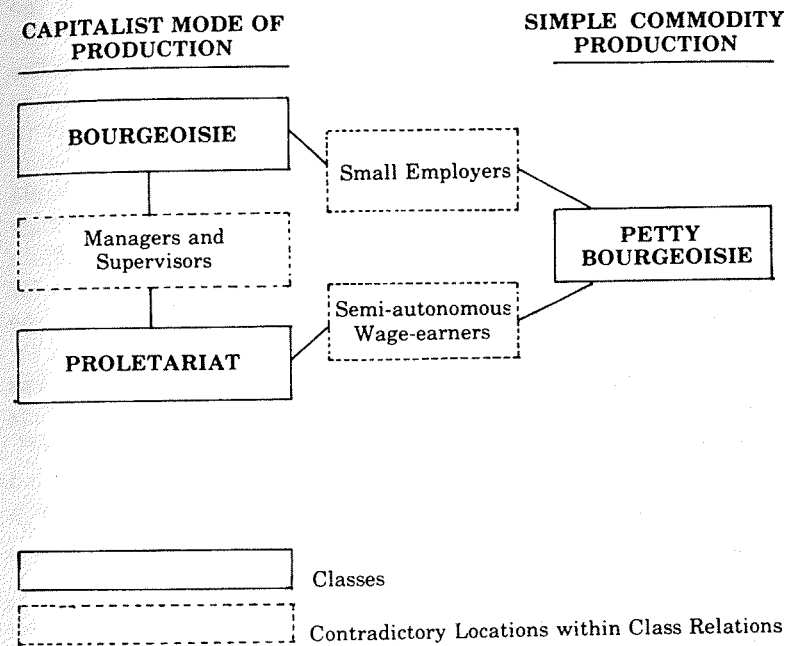 CAPITALIST MODE OF
PRODUCTION
SIMPLE COMMODITY
PRODUCTION
BOURGEOISIE
Small Employers
Managers and
Supervisors
PETTY
BOURGEOISIE
Semi-autonomous
Wage-earners
PROLETARIAT
Classes
Contradictory Locations within Class Relations